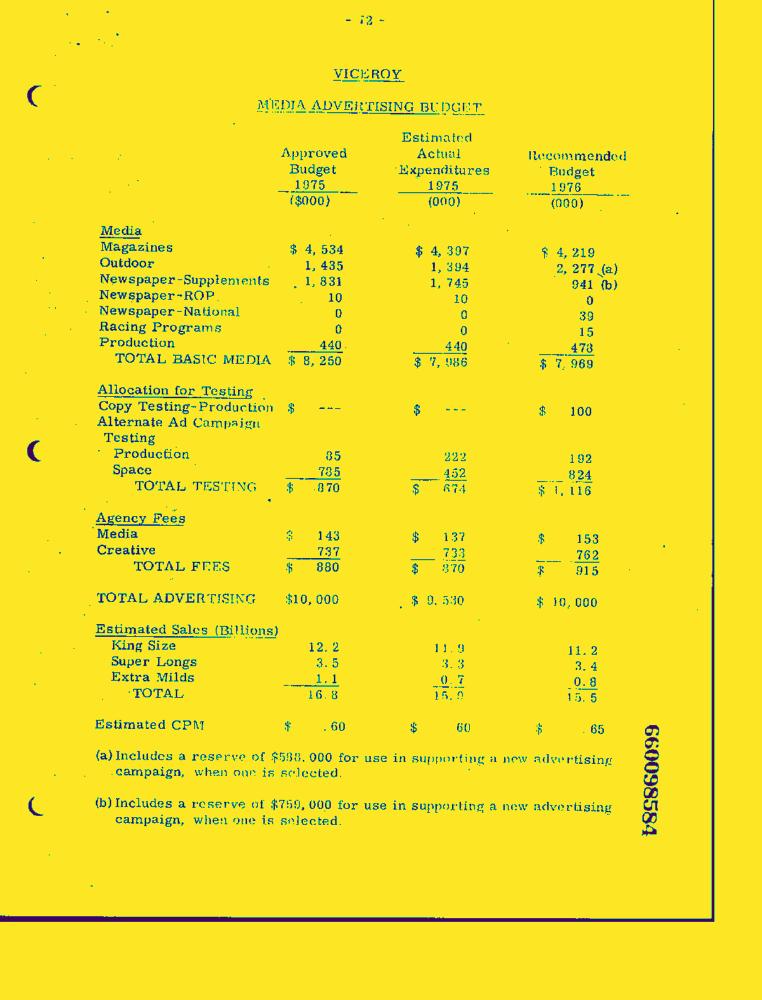 - 72 -
VICEROY
MEDIA ADVERTISING BUDGET
Estimated
Approved Actual Recommended
Budget Expenditures Budget
1975 1975 1976
($000) (000) (000)
Media
Magazines $ 4, 534 $ 4, 397 $ 4, 219
Outdoor 1, 435 1, 394 2, 277 (a)
Newspaper-Supplements 1, 831 1, 745 941 (b)
Newspaper-ROP 10 10 0
Newspaper-National 0 0 39
Racing Programs 0 0 15
Production 440 440 478
TOTAL BASIC MEDIA $ 8, 250 $ 7, 986 $ 7, 969
Allocation for Testing
Copy Testing-Production $ --- $ --- $ 100
Alternate Ad Campaign
Testing
Production 85 222 192
Space 785 452 824
TOTAL TESTING $ 870 $ 674 $ 1, 116
Agency Fees
Media $ 143 $ 137 $ 153
Creative 737 733 762
TOTAL FEES $ 880 $ 870 $ 915
TOTAL ADVERTISING $10, 000 $ 9, 530 $ 10, 000
Estimated Sales (Billions)
King Size 12. 2 11. 9 11. 2
Super Longs 3. 5 3. 3 3. 4
Extra Milds 1. 1 0. 7 0. 8
TOTAL 16. 8 15. 9 15. 5
Estimated CPM $ . 60 $ 60 $ . 65
(a) Includes a reserve of $588, 000 for use in supporting a new advertising
campaign, when one is selected.
(b) Includes a reserve of $759, 000 for use in supporting a new advertising
campaign, when one is selected.
660098584